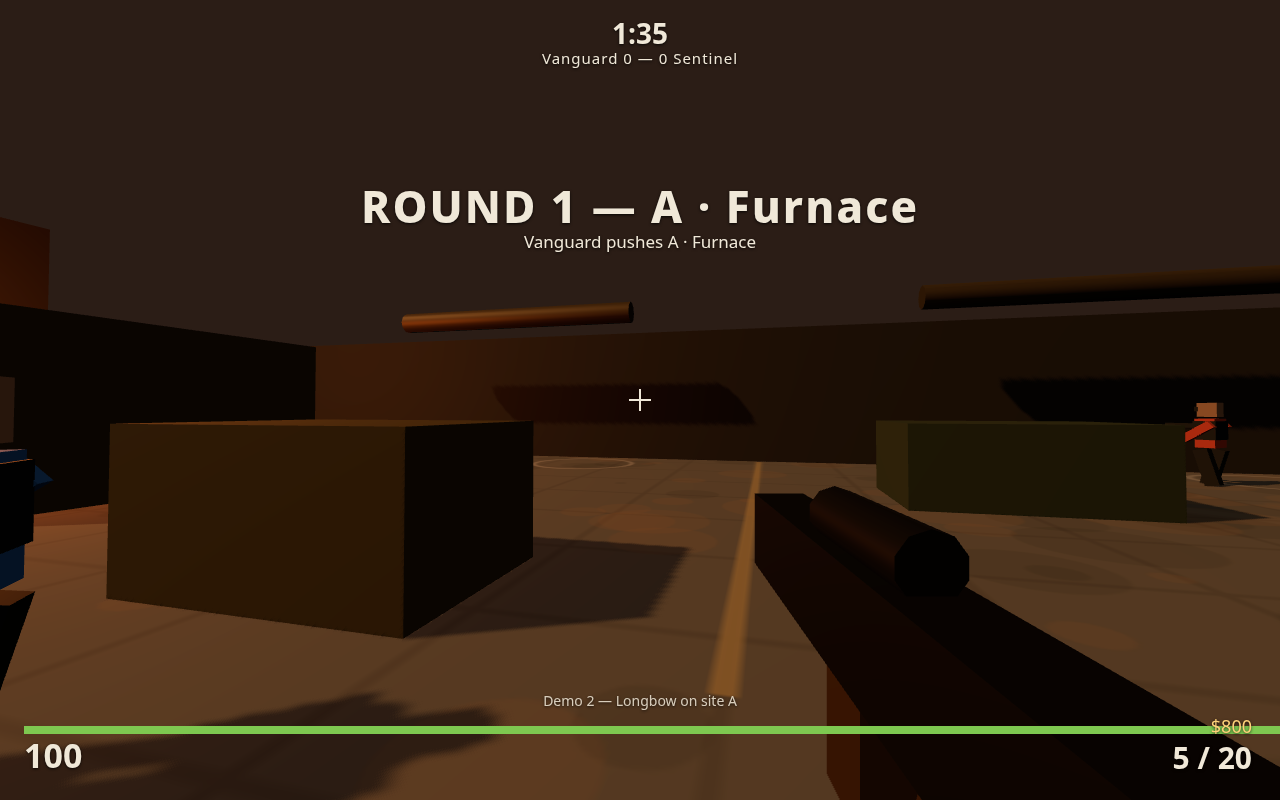 1:35
Vanguard 0 — 0 Sentinel
ROUND 1 — A · Furnace
Vanguard pushes A · Furnace
Demo 2 — Longbow on site A
$800
100
5 / 20